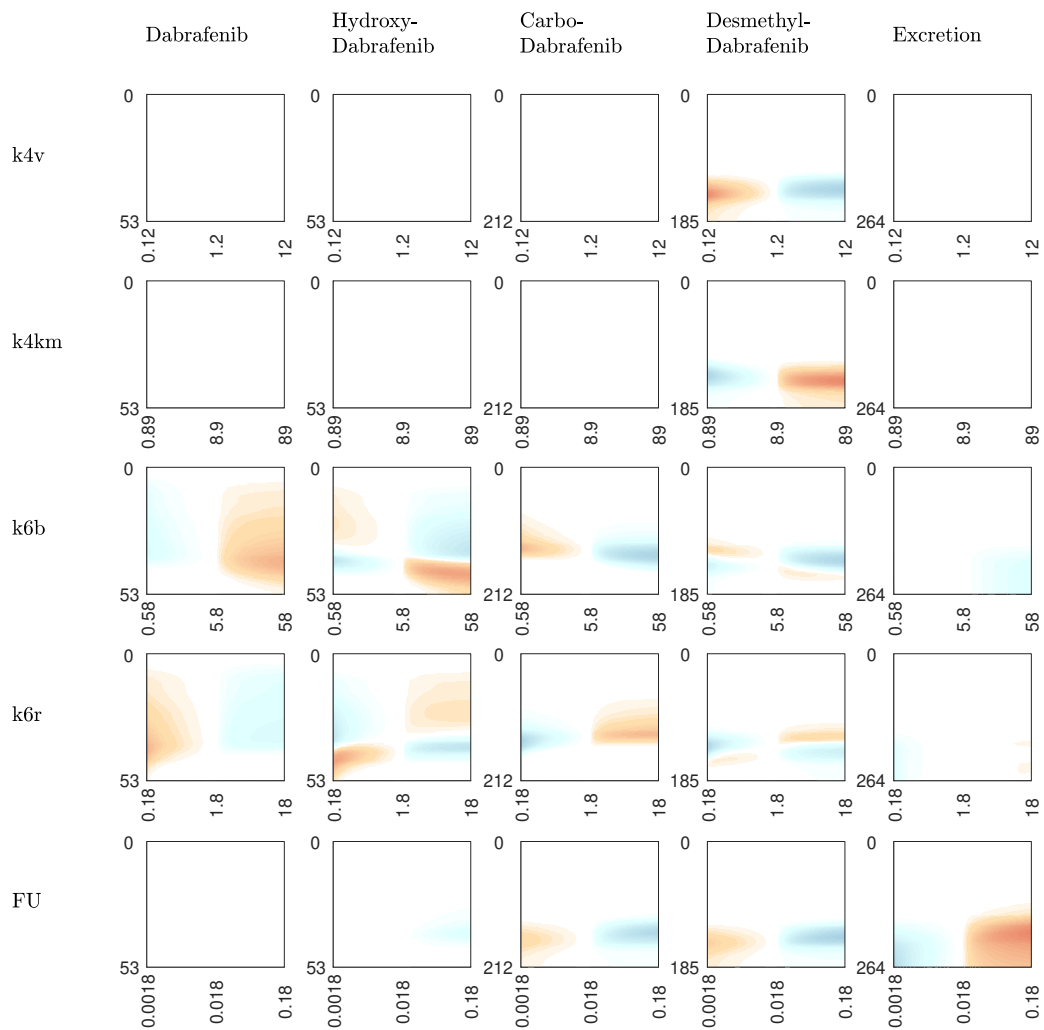 Dabrafenib
Hydroxy-
Dabrafenib
Carbo-
Dabrafenib
Desmethyl-
Dabrafenib
Excretion
k4v
0 0 0 0 0
53 53 212 185 264
0.12 1.2 12 0.12 1.2 12 0.12 1.2 12 0.12 1.2 12 0.12 1.2 12
k4km
0 0 0 0 0
53 53 212 185 264
0.89 8.9 89 0.89 8.9 89 0.89 8.9 89 0.89 8.9 89 0.89 8.9 89
k6b
0 0 0 0 0
53 53 212 185 264
0.58 5.8 58 0.58 5.8 58 0.58 5.8 58 0.58 5.8 58 0.58 5.8 58
k6r
0 0 0 0 0
53 53 212 185 264
0.18 1.8 18 0.18 1.8 18 0.18 1.8 18 0.18 1.8 18 0.18 1.8 18
FU
0 0 0 0 0
53 53 212 185 264
0.0018 0.018 0.18 0.0018 0.018 0.18 0.0018 0.018 0.18 0.0018 0.018 0.18 0.0018 0.018 0.18